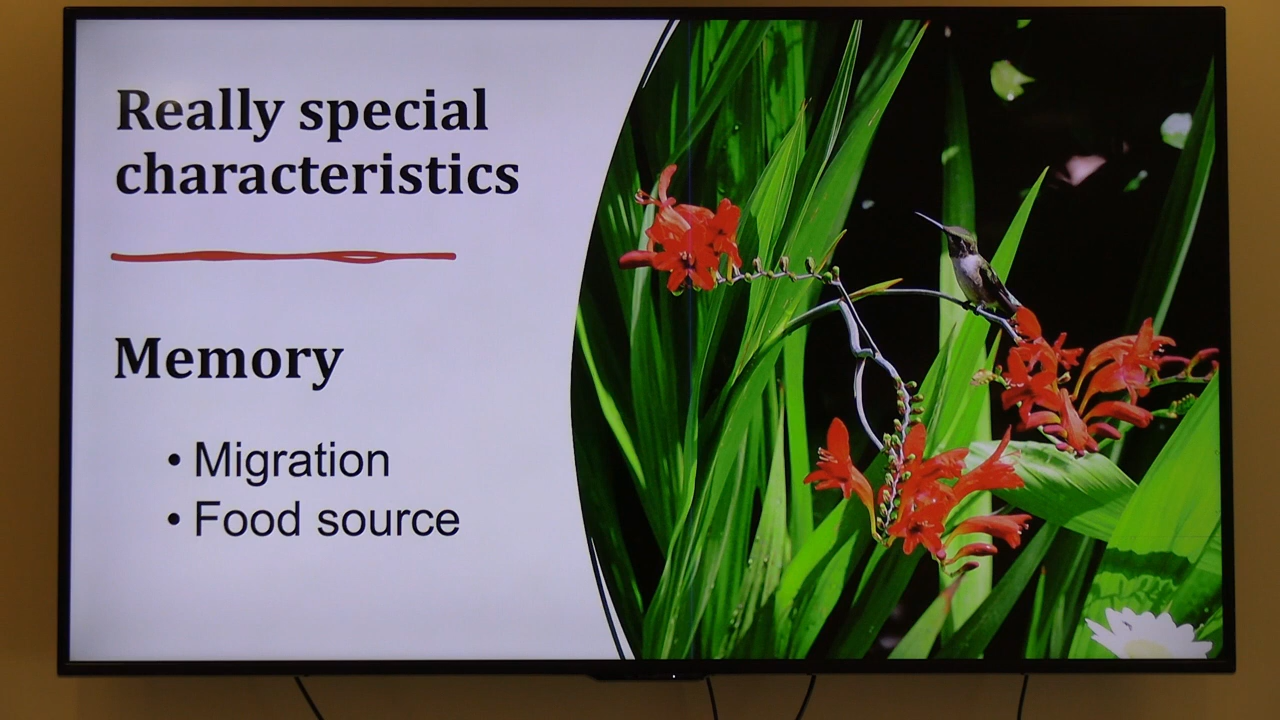 Really special
characteristics
Memory
• Migration
• Food source